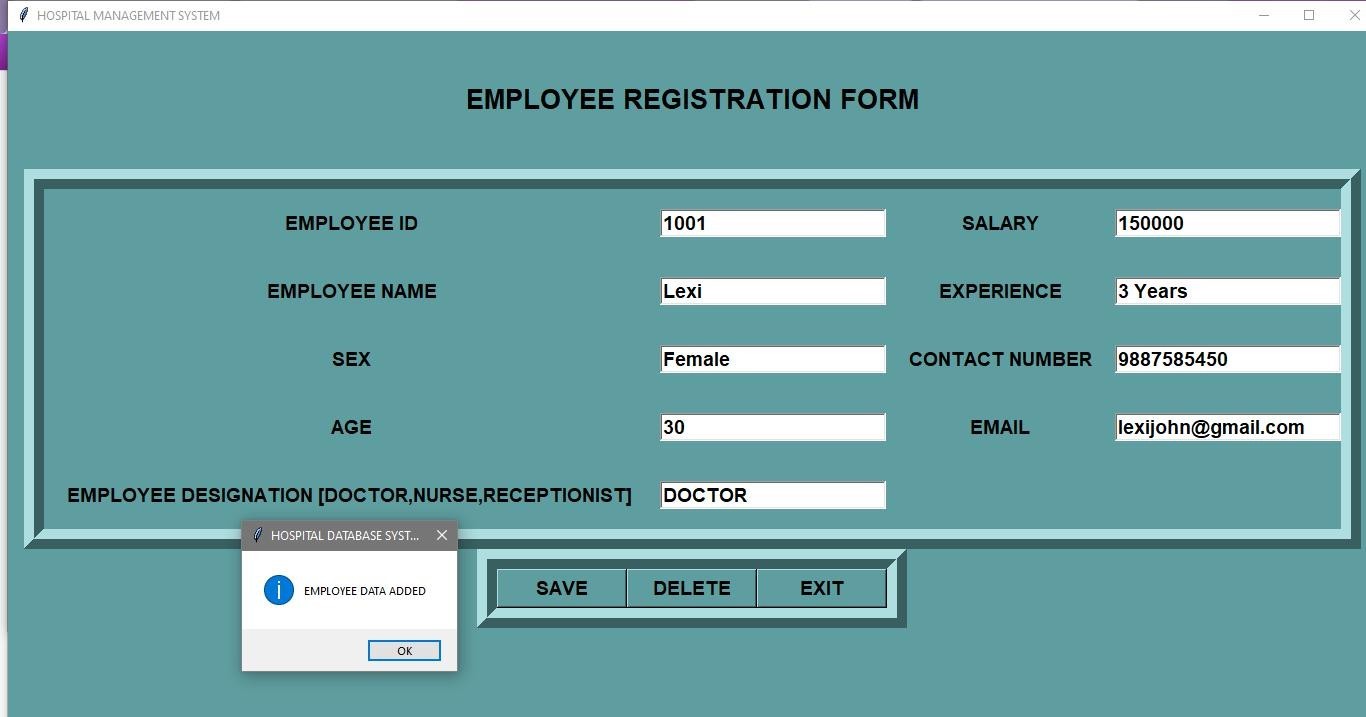 HOSPITAL MANAGEMENT SYSTEM
EMPLOYEE REGISTRATION FORM
EMPLOYEE ID 1001 SALARY 150000
EMPLOYEE NAME Lexi EXPERIENCE 3 Years
SEX Female CONTACT NUMBER 9887585450
AGE 30 EMAIL lexijohn@gmail.com
EMPLOYEE DESIGNATION [DOCTOR,NURSE,RECEPTIONIST] DOCTOR
HOSPITAL DATABASE SYST...
EMPLOYEE DATA ADDED
OK
SAVE DELETE EXIT